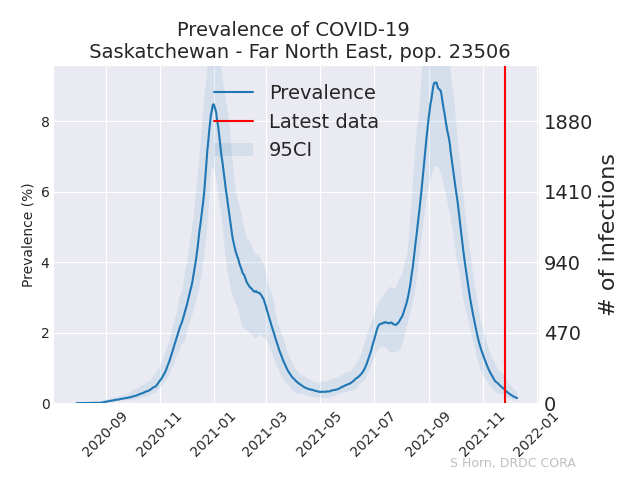 Prevalence of COVID-19
Saskatchewan - Far North East, pop. 23506
Prevalence
Latest data
95CI
Prevalence (%)
8
6
4
2
0
1880
1410
940
470
0
# of infections
2020-09
2020-11
2021-01
2021-03
2021-05
2021-07
2021-09
2021-11
2022-01
S Horn, DRDC CORA